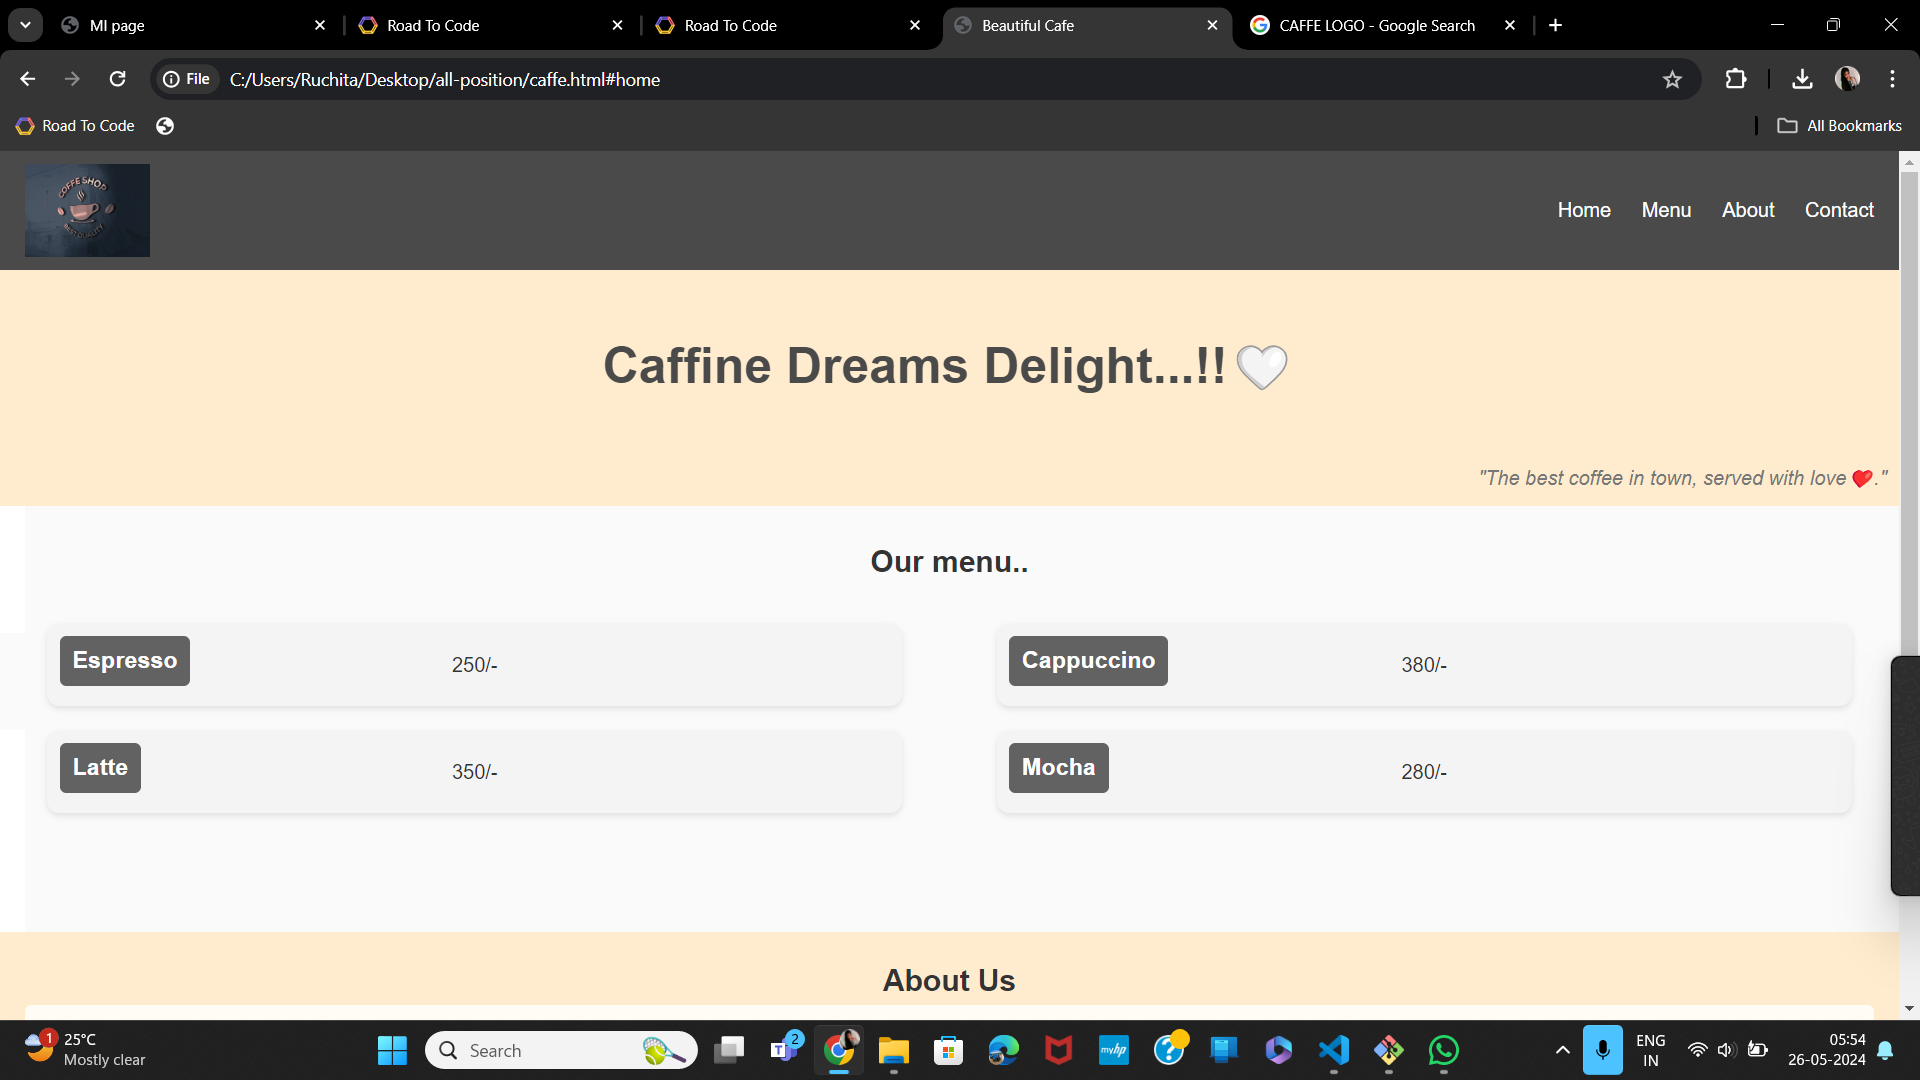 MI page
Road To Code
Road To Code
Beautiful Cafe
CAFFE LOGO - Google Search
File
C:/Users/Ruchita/Desktop/all-position/caffe.html#home
Road To Code
All Bookmarks
COFFE SHOP
BEST QUALITY
Home Menu About Contact
Caffine Dreams Delight...!! 🤍
"The best coffee in town, served with love ❤️."
Our menu..
Espresso 250/-
Cappuccino 380/-
Latte 350/-
Mocha 280/-
About Us
1
25°C
Mostly clear
Search
T
2
myhp
?
ENG
IN
05:54
26-05-2024